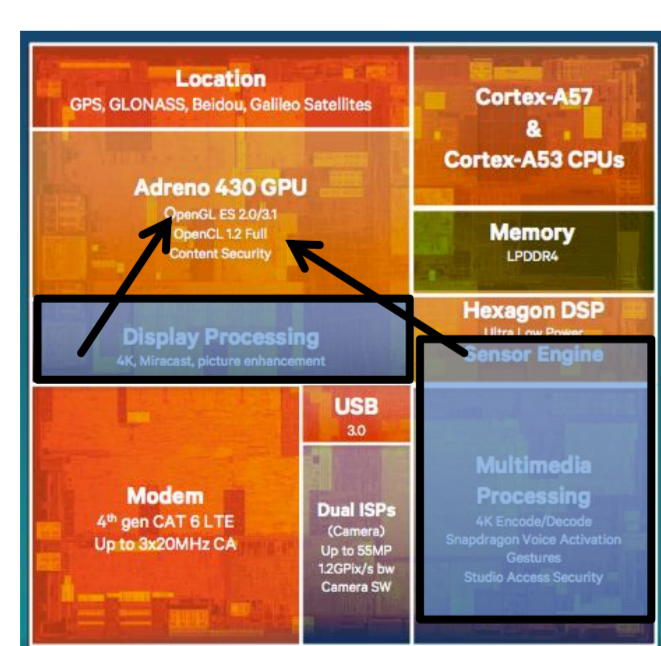 Location
GPS, GLONASS, Beidou, Galileo Satellites
Adreno 430 GPU
OpenGL ES 2.0/3.1
OpenCL 1.2 Full
Content Security
Display Processing
4K, Miracast, picture enhancement
Cortex-A57
&
Cortex-A53 CPUs
Memory
LPDDR4
Hexagon DSP
Ultra Low Power
Sensor Engine
Modem
4th gen CAT 6 LTE
Up to 3x20MHz CA
USB
3.0
Dual ISPs
(Camera)
Up to 55MP
1.2GPix/s bw
Camera SW
Multimedia
Processing
4K Encode/Decode
Snapdragon Voice Activation
Gestures
Studio Access Security